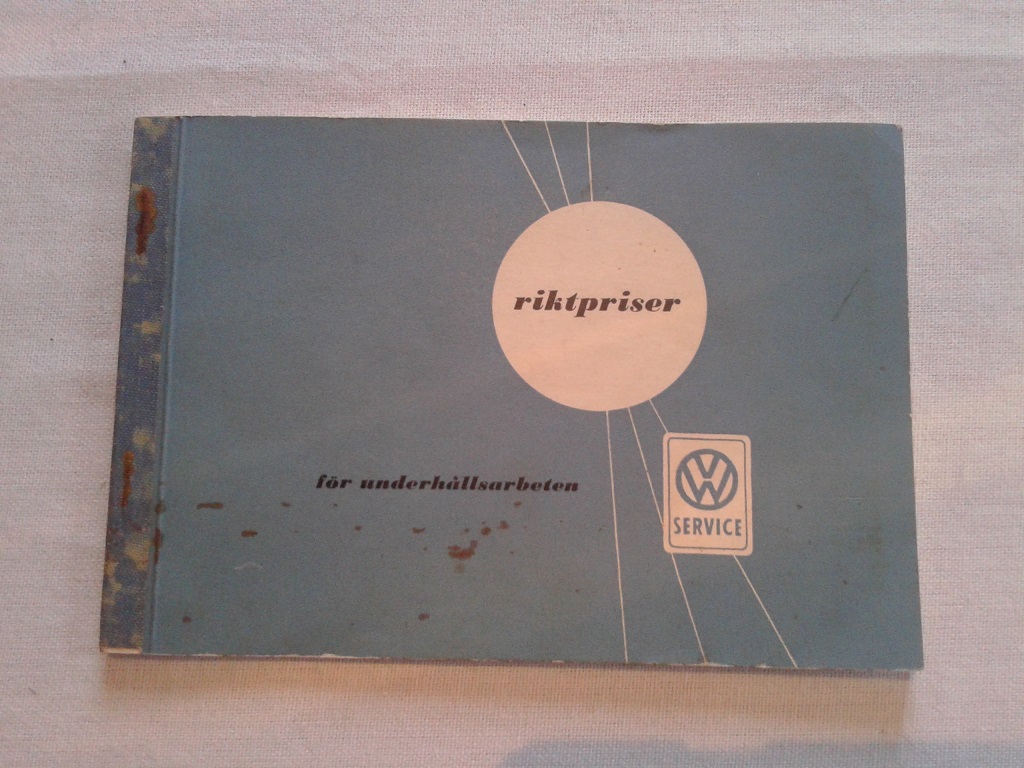 riktpriser
för underhållsarbeten
VW
SERVICE